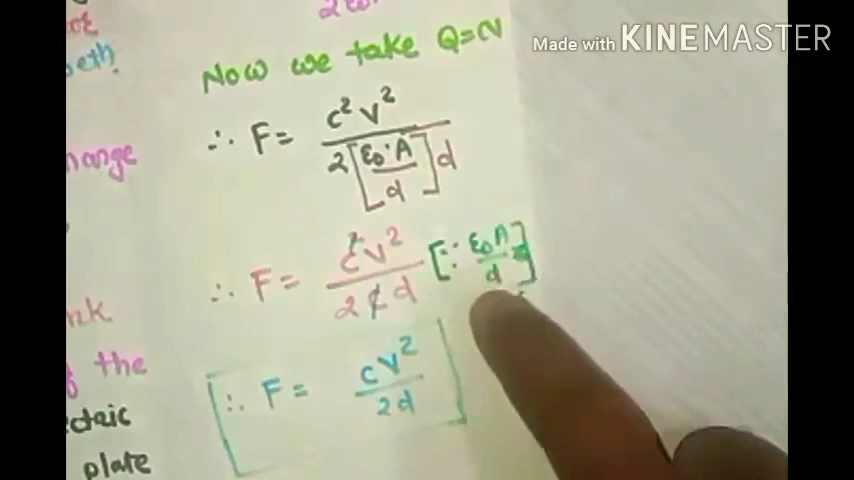 Made with KINEMASTER
Now we take Q=CV
∴ F= c²v² / 2[ε₀·A / d]d
∴ F= c²v² / 2cd [∵ ε₀A / d]
∴ F= cv² / 2d
the
plate